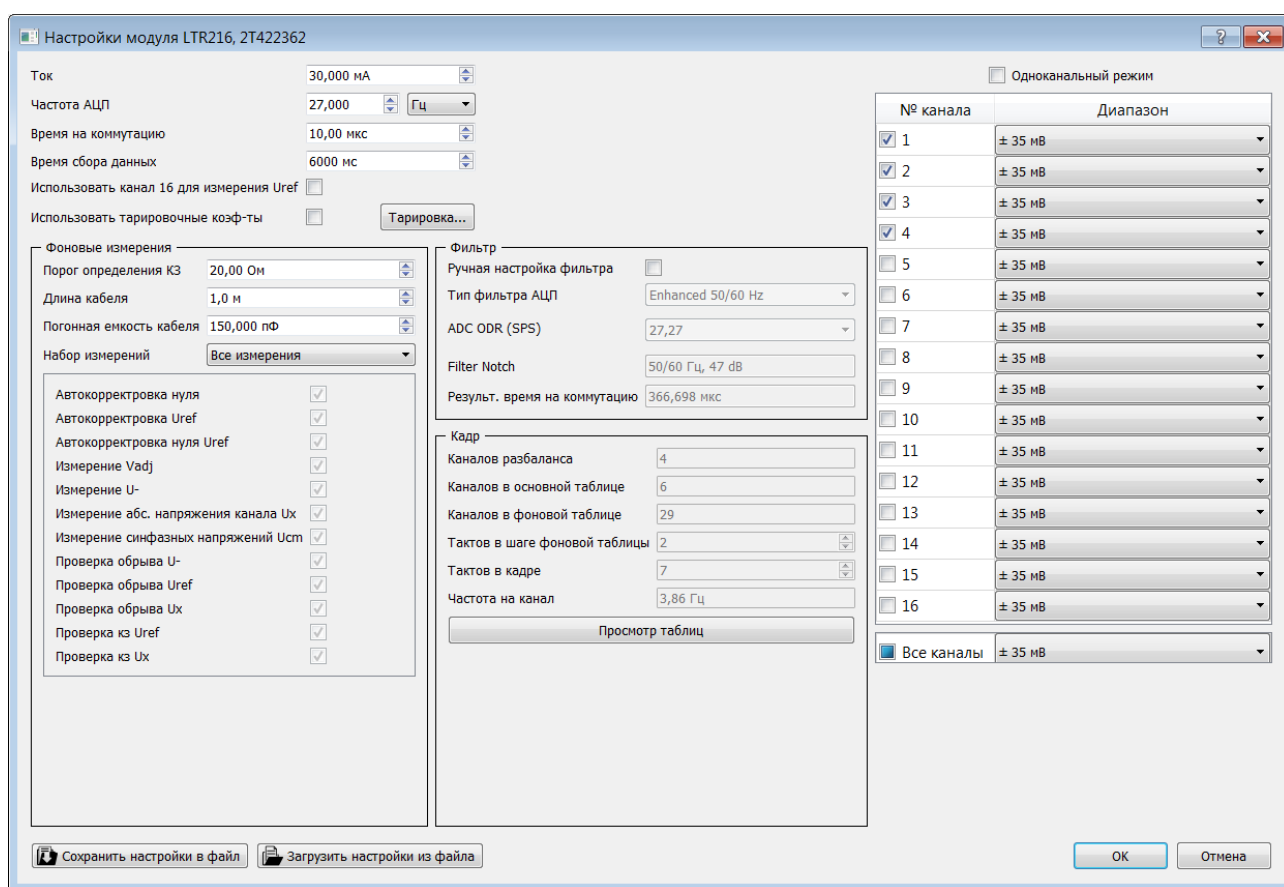 Настройки модуля LTR216, 2T422362
Ток 30,000 мА
Частота АЦП 27,000 Гц
Время на коммутацию 10,00 мкс
Время сбора данных 6000 мс
Использовать канал 16 для измерения Uref
Использовать тарировочные коэф-ты Тарировка...
Фоновые измерения
Порог определения КЗ 20,00 Ом
Длина кабеля 1,0 м
Погонная емкость кабеля 150,000 пФ
Набор измерений Все измерения
Автокорректровка нуля
Автокорректровка Uref
Автокорректровка нуля Uref
Измерение Vadj
Измерение U-
Измерение абс. напряжения канала Ux
Измерение синфазных напряжений Ucm
Проверка обрыва U-
Проверка обрыва Uref
Проверка обрыва Ux
Проверка кз Uref
Проверка кз Ux
Фильтр
Ручная настройка фильтра
Тип фильтра АЦП Enhanced 50/60 Hz
ADC ODR (SPS) 27,27
Filter Notch 50/60 Гц, 47 dB
Результ. время на коммутацию 366,698 мкс
Кадр
Каналов разбаланса 4
Каналов в основной таблице 6
Каналов в фоновой таблице 29
Тактов в шаге фоновой таблицы 2
Тактов в кадре 7
Частота на канал 3,86 Гц
Просмотр таблиц
Одноканальный режим
№ канала Диапазон
1 ± 35 мВ
2 ± 35 мВ
3 ± 35 мВ
4 ± 35 мВ
5 ± 35 мВ
6 ± 35 мВ
7 ± 35 мВ
8 ± 35 мВ
9 ± 35 мВ
10 ± 35 мВ
11 ± 35 мВ
12 ± 35 мВ
13 ± 35 мВ
14 ± 35 мВ
15 ± 35 мВ
16 ± 35 мВ
Все каналы ± 35 мВ
Сохранить настройки в файл Загрузить настройки из файла OK Отмена